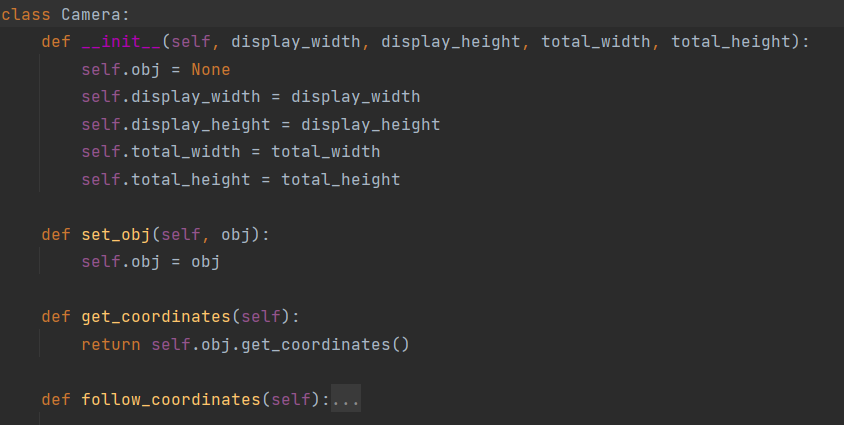 class Camera:
    def __init__(self, display_width, display_height, total_width, total_height):
        self.obj = None
        self.display_width = display_width
        self.display_height = display_height
        self.total_width = total_width
        self.total_height = total_height
    def set_obj(self, obj):
        self.obj = obj
    def get_coordinates(self):
        return self.obj.get_coordinates()
    def follow_coordinates(self):...